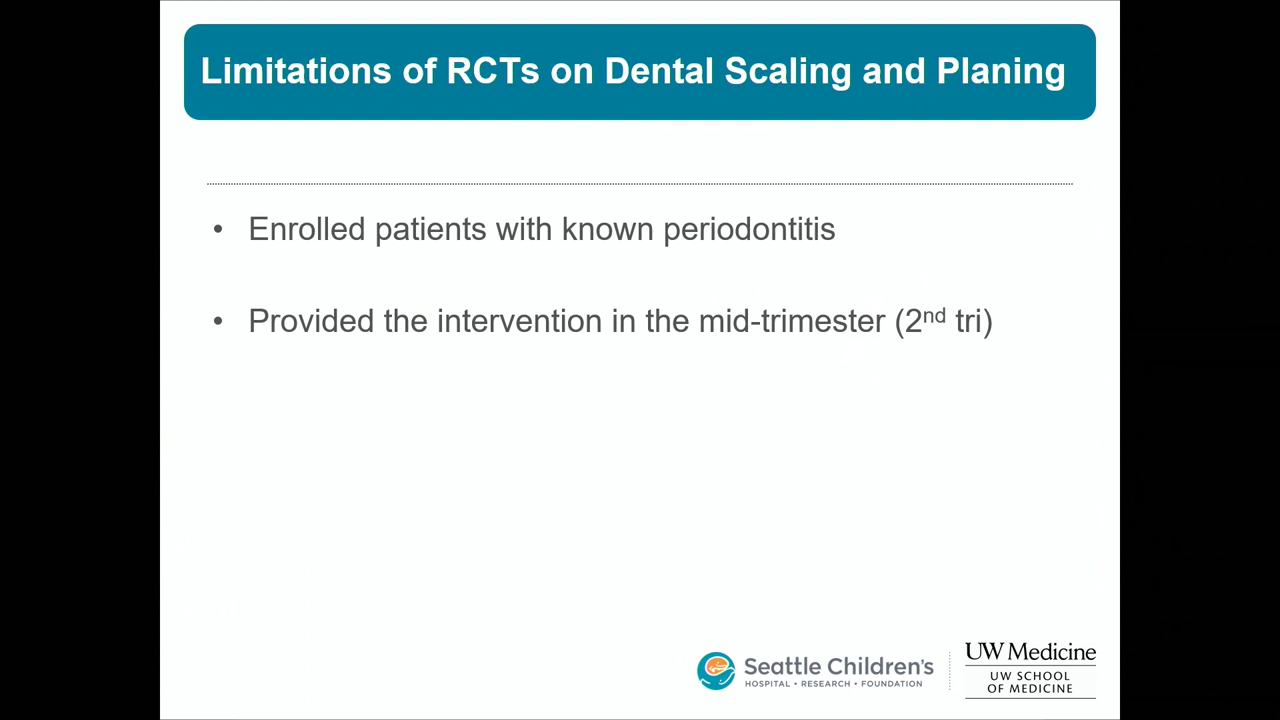 Limitations of RCTs on Dental Scaling and Planing
• Enrolled patients with known periodontitis
• Provided the intervention in the mid-trimester (2nd tri)
Seattle Children's
HOSPITAL • RESEARCH • FOUNDATION
UW Medicine
UW SCHOOL
OF MEDICINE